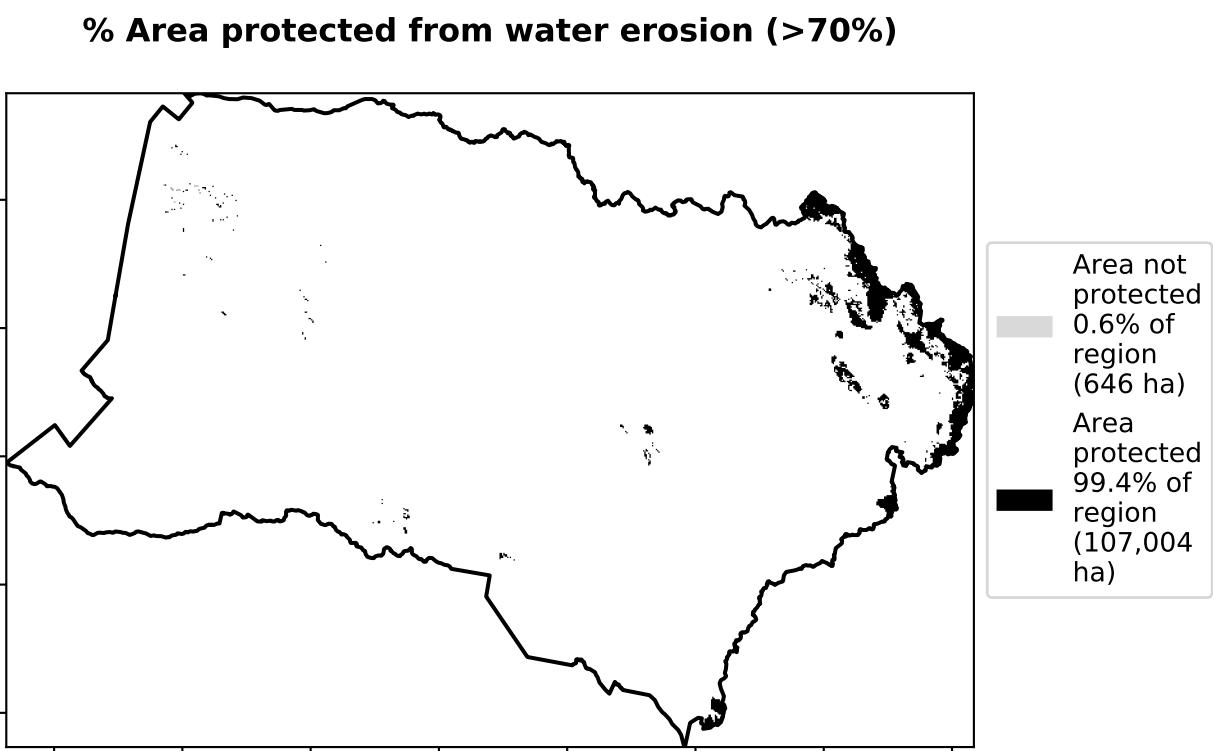 % Area protected from water erosion (>70%)
Area not
protected
0.6% of
region
(646 ha)
Area
protected
99.4% of
region
(107,004
ha)